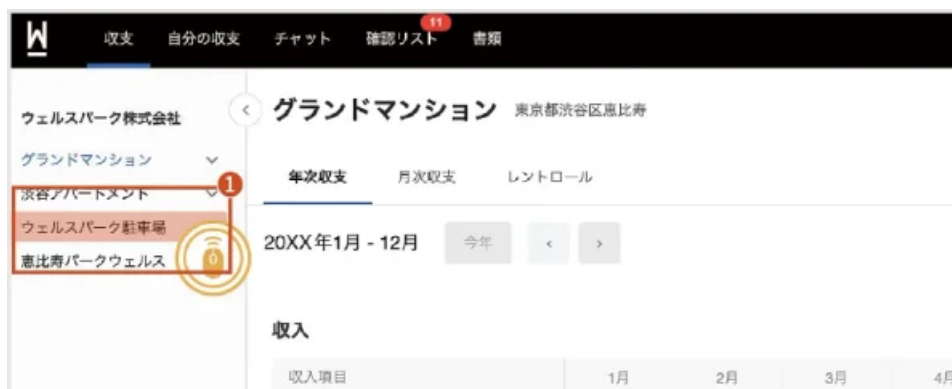 W 収支 自分の収支 チャット 確認リスト 11 書類
ウェルスパーク株式会社
グランドマンション
渋谷アパートメント
1
ウェルスパーク駐車場
恵比寿パークウェルス
0
グランドマンション 東京都渋谷区恵比寿
年次収支 月次収支 レントロール
20XX年1月 - 12月 今年
収入
収入項目 1月 2月 3月 4月